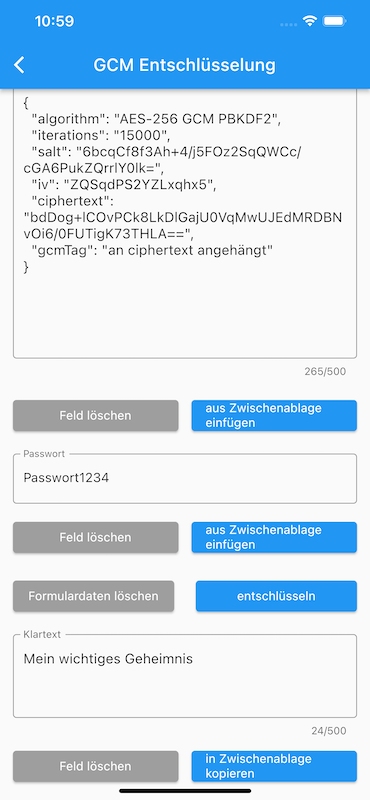 10:59
GCM Entschlüsselung
{
"algorithm": "AES-256 GCM PBKDF2",
"iterations": "15000",
"salt": "6bcqCf8f3Ah+4/j5FOz2SqQWCc/
cGA6PukZQrrlY0lk=",
"iv": "ZQSqdPS2YZLxqhx5",
"ciphertext":
"bdDog+lCOvPCk8LkDlGajU0VqMwUJEdMRDBN
vOi6/0FUTigK73THLA==",
"gcmTag": "an ciphertext angehängt"
}
265/500
Feld löschen
aus Zwischenablage
einfügen
Passwort
Passwort1234
Feld löschen
aus Zwischenablage
einfügen
Formulardaten löschen
entschlüsseln
Klartext
Mein wichtiges Geheimnis
24/500
Feld löschen
in Zwischenablage
kopieren